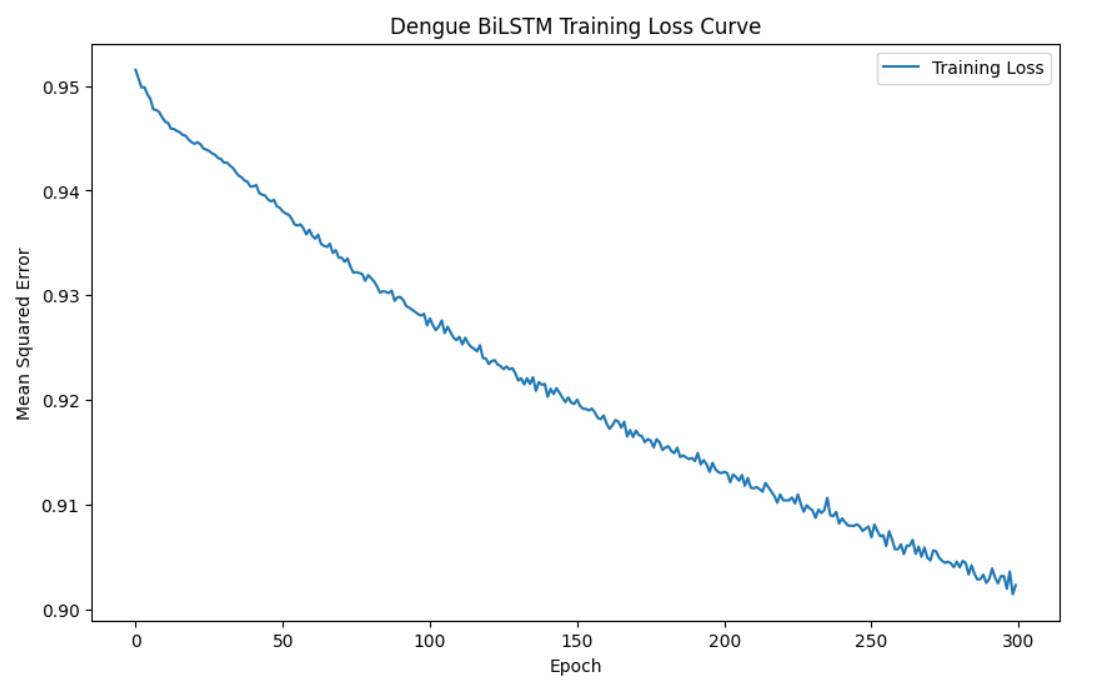 Dengue BiLSTM Training Loss Curve
Training Loss
Mean Squared Error
0.95
0.94
0.93
0.92
0.91
0.90
0 50 100 150 200 250 300
Epoch